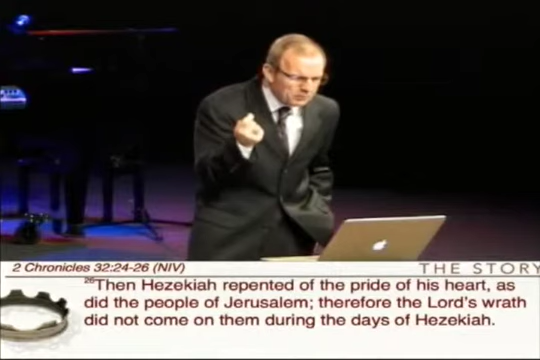 2 Chronicles 32:24-26 (NIV)
THE STORY
26Then Hezekiah repented of the pride of his heart, as
did the people of Jerusalem; therefore the Lord's wrath
did not come on them during the days of Hezekiah.